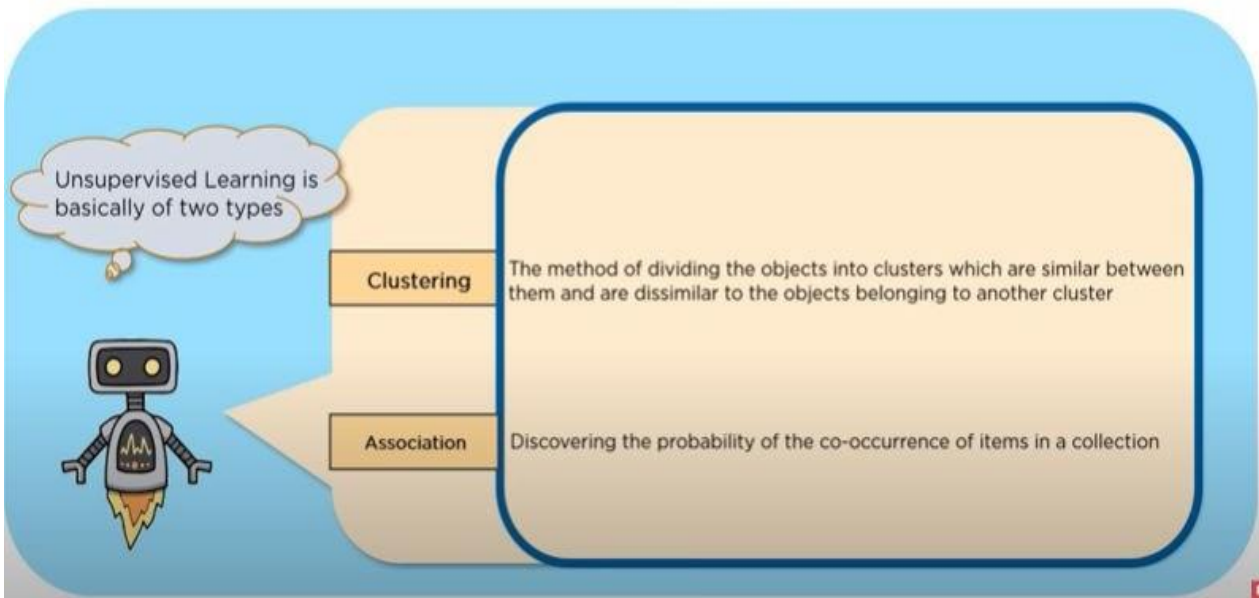 Unsupervised Learning is
basically of two types
Clustering
The method of dividing the objects into clusters which are similar between
them and are dissimilar to the objects belonging to another cluster
Association
Discovering the probability of the co-occurrence of items in a collection